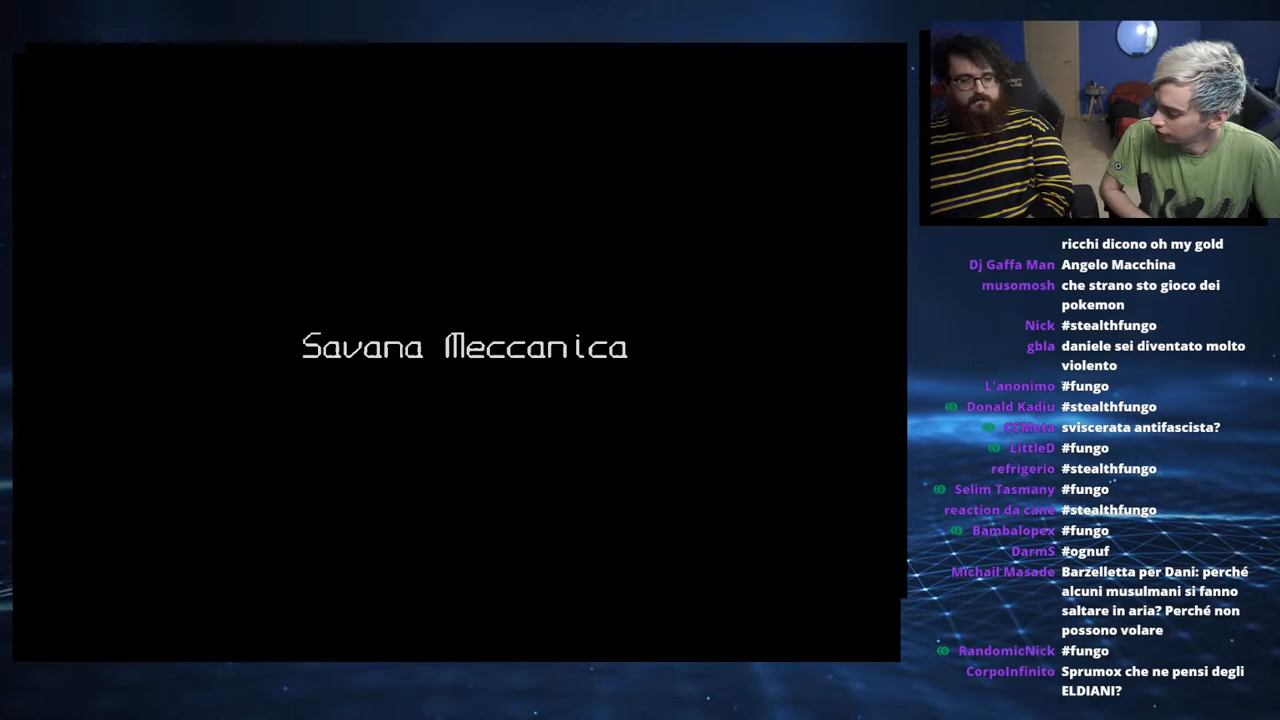 Savana Meccanica
ricchi dicono oh my gold
Dj Gaffa Man Angelo Macchina
musomosh che strano sto gioco dei
pokemon
Nick #stealthfungo
gbla daniele sei diventato molto
violento
L'anonimo #fungo
Donald Kadiu #stealthfungo
CCMeta sviscerata antifascista?
LittleD #fungo
refrigerio #stealthfungo
Selim Tasmany #fungo
reaction da cane #stealthfungo
Bambalopex #fungo
DarmS #ognuf
Michail Masade Barzelletta per Dani: perché
alcuni musulmani si fanno
saltare in aria? Perché non
possono volare
RandomicNick #fungo
CorpoInfinito Sprumox che ne pensi degli
ELDIANI?